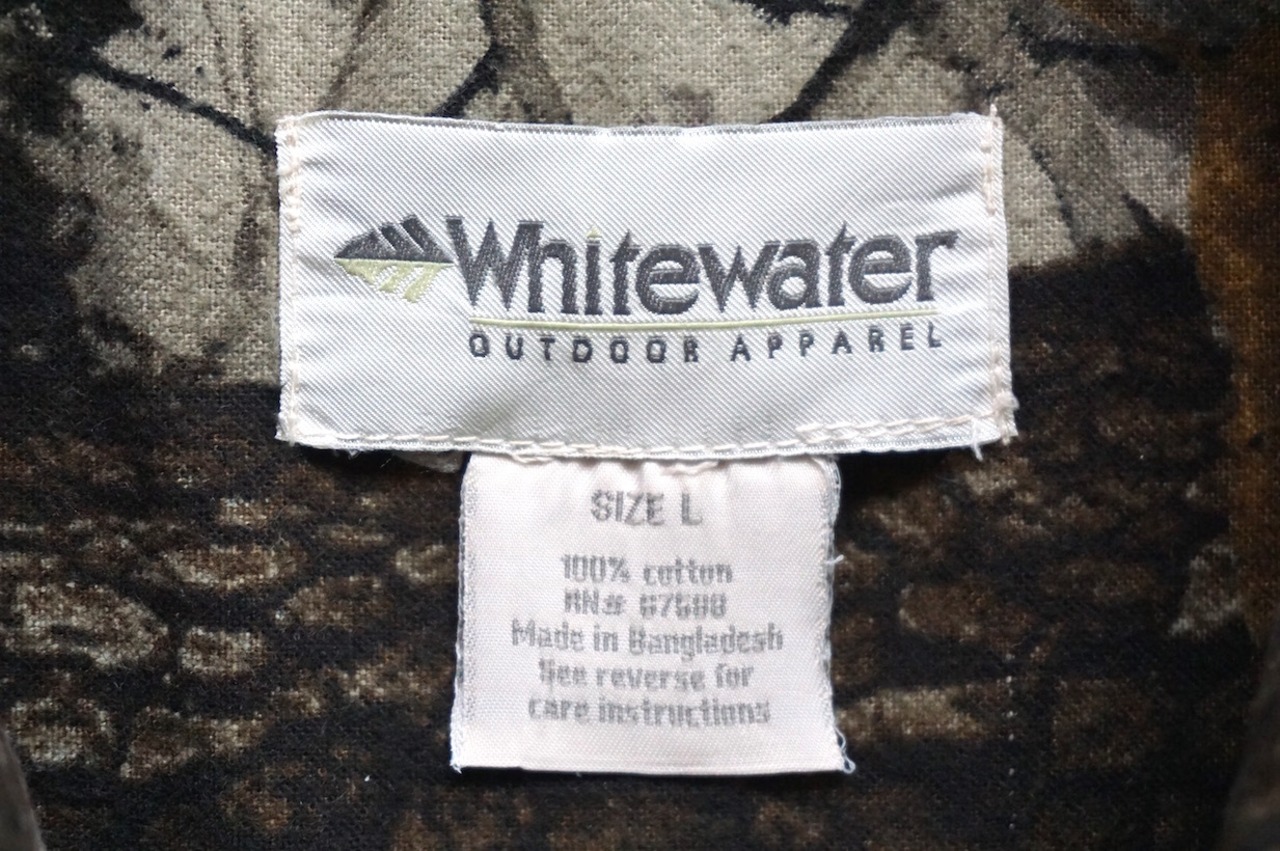 Whitewater
OUTDOOR APPAREL
SIZE L
100% cotton
RN#
Made in Bangladesh
See reverse for
care instructions